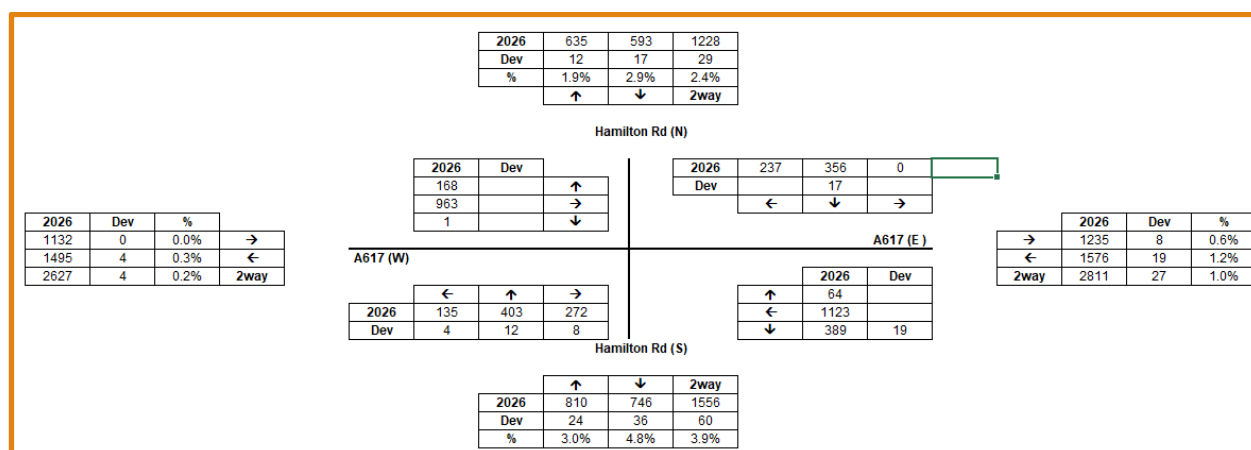 2026 635 593 1228
Dev 12 17 29
% 1.9% 2.9% 2.4%
↑ ↓ 2way
Hamilton Rd (N)
2026 Dev
168 ↑
963 →
1 ↓
2026 237 356 0
Dev 17
← ↓ →
2026 Dev %
1132 0 0.0% →
1495 4 0.3% ←
2627 4 0.2% 2way
A617 (W)
A617 (E )
2026 Dev %
→ 1235 8 0.6%
← 1576 19 1.2%
2way 2811 27 1.0%
← ↑ →
2026 135 403 272
Dev 4 12 8
2026 Dev
↑ 64
← 1123
↓ 389 19
Hamilton Rd (S)
↑ ↓ 2way
2026 810 746 1556
Dev 24 36 60
% 3.0% 4.8% 3.9%